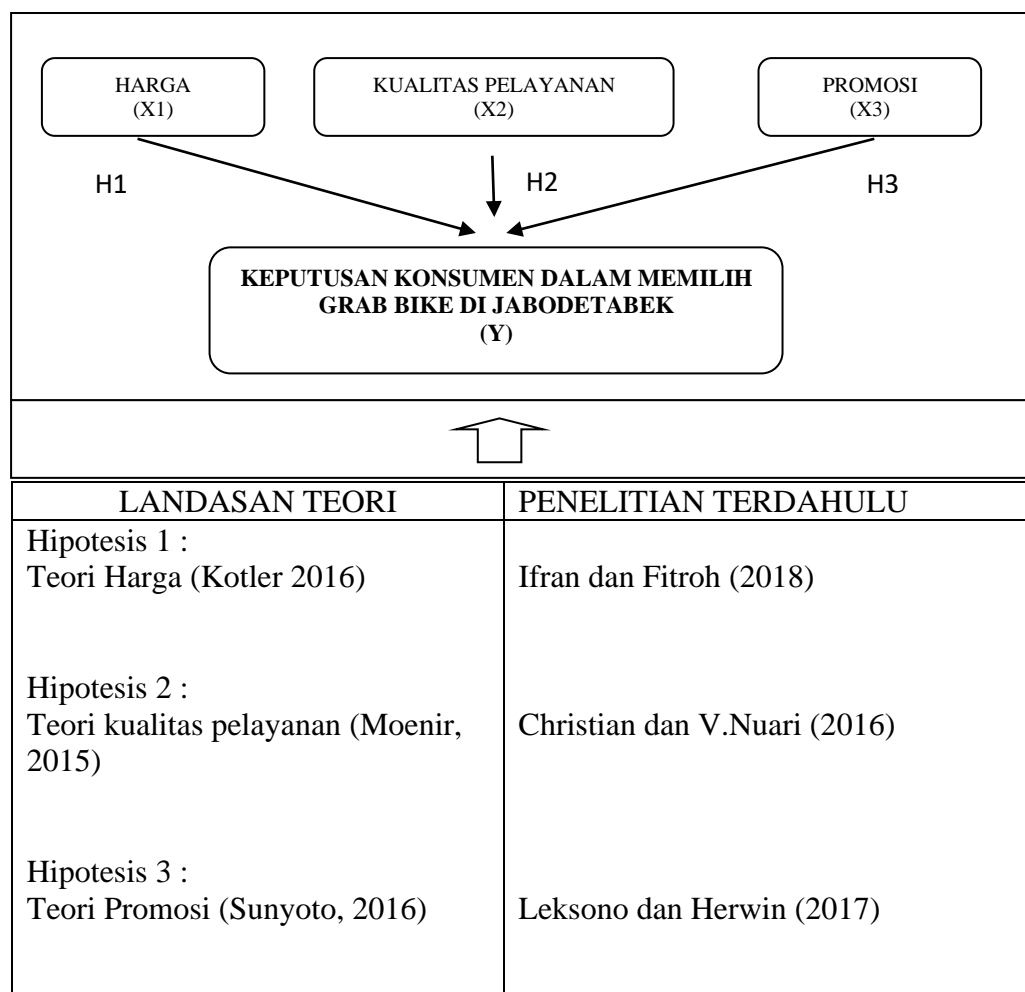 HARGA
(X1)
KUALITAS PELAYANAN
(X2)
PROMOSI
(X3)
H1
H2
H3
KEPUTUSAN KONSUMEN DALAM MEMILIH
GRAB BIKE DI JABODETABEK
(Y)
LANDASAN TEORI
PENELITIAN TERDAHULU
Hipotesis 1 :
Teori Harga (Kotler 2016)
Ifran dan Fitroh (2018)
Hipotesis 2 :
Teori kualitas pelayanan (Moenir,
2015)
Christian dan V.Nuari (2016)
Hipotesis 3 :
Teori Promosi (Sunyoto, 2016)
Leksono dan Herwin (2017)